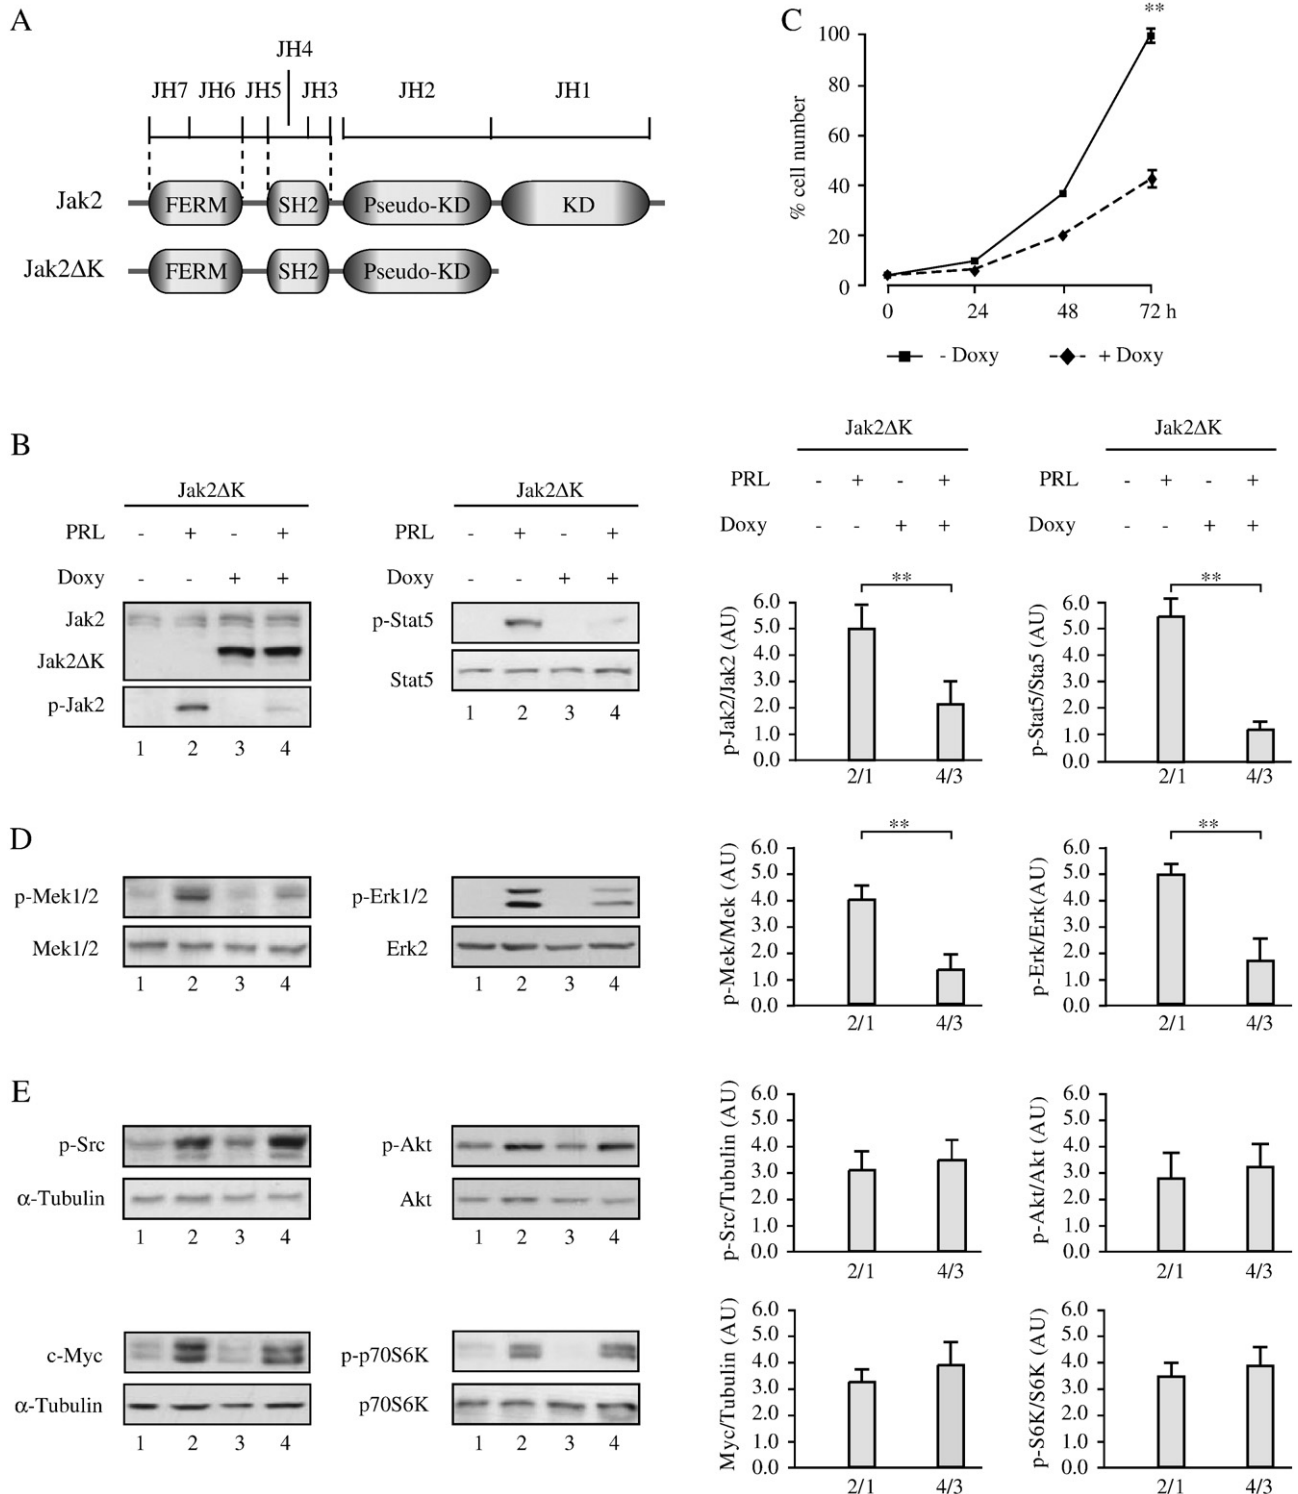 A
JH4
JH7 JH6 JH5 JH3 JH2 JH1
Jak2 FERM SH2 Pseudo-KD KD
Jak2ΔK FERM SH2 Pseudo-KD
C
**
% cell number
100
80
60
40
20
0
0 24 48 72 h
- Doxy + Doxy
B
Jak2ΔK
PRL - + - +
Doxy - - + +
Jak2
Jak2ΔK
p-Jak2
1 2 3 4
Jak2ΔK
PRL - + - +
Doxy - - + +
p-Stat5
Stat5
1 2 3 4
Jak2ΔK
PRL - + - +
Doxy - - + +
**
p-Jak2/Jak2 (AU)
6.0
5.0
4.0
3.0
2.0
1.0
0.0
2/1 4/3
Jak2ΔK
PRL - + - +
Doxy - - + +
**
p-Stat5/Sta5 (AU)
6.0
5.0
4.0
3.0
2.0
1.0
0.0
2/1 4/3
D
p-Mek1/2
Mek1/2
1 2 3 4
p-Erk1/2
Erk2
1 2 3 4
**
p-Mek/Mek (AU)
6.0
5.0
4.0
3.0
2.0
1.0
0.0
2/1 4/3
**
p-Erk/Erk(AU)
6.0
5.0
4.0
3.0
2.0
1.0
0.0
2/1 4/3
E
p-Src
α-Tubulin
1 2 3 4
p-Akt
Akt
1 2 3 4
p-Src/Tubulin (AU)
6.0
5.0
4.0
3.0
2.0
1.0
0.0
2/1 4/3
p-Akt/Akt (AU)
6.0
5.0
4.0
3.0
2.0
1.0
0.0
2/1 4/3
c-Myc
α-Tubulin
1 2 3 4
p-p70S6K
p70S6K
1 2 3 4
Myc/Tubulin (AU)
6.0
5.0
4.0
3.0
2.0
1.0
0.0
2/1 4/3
p-S6K/S6K (AU)
6.0
5.0
4.0
3.0
2.0
1.0
0.0
2/1 4/3